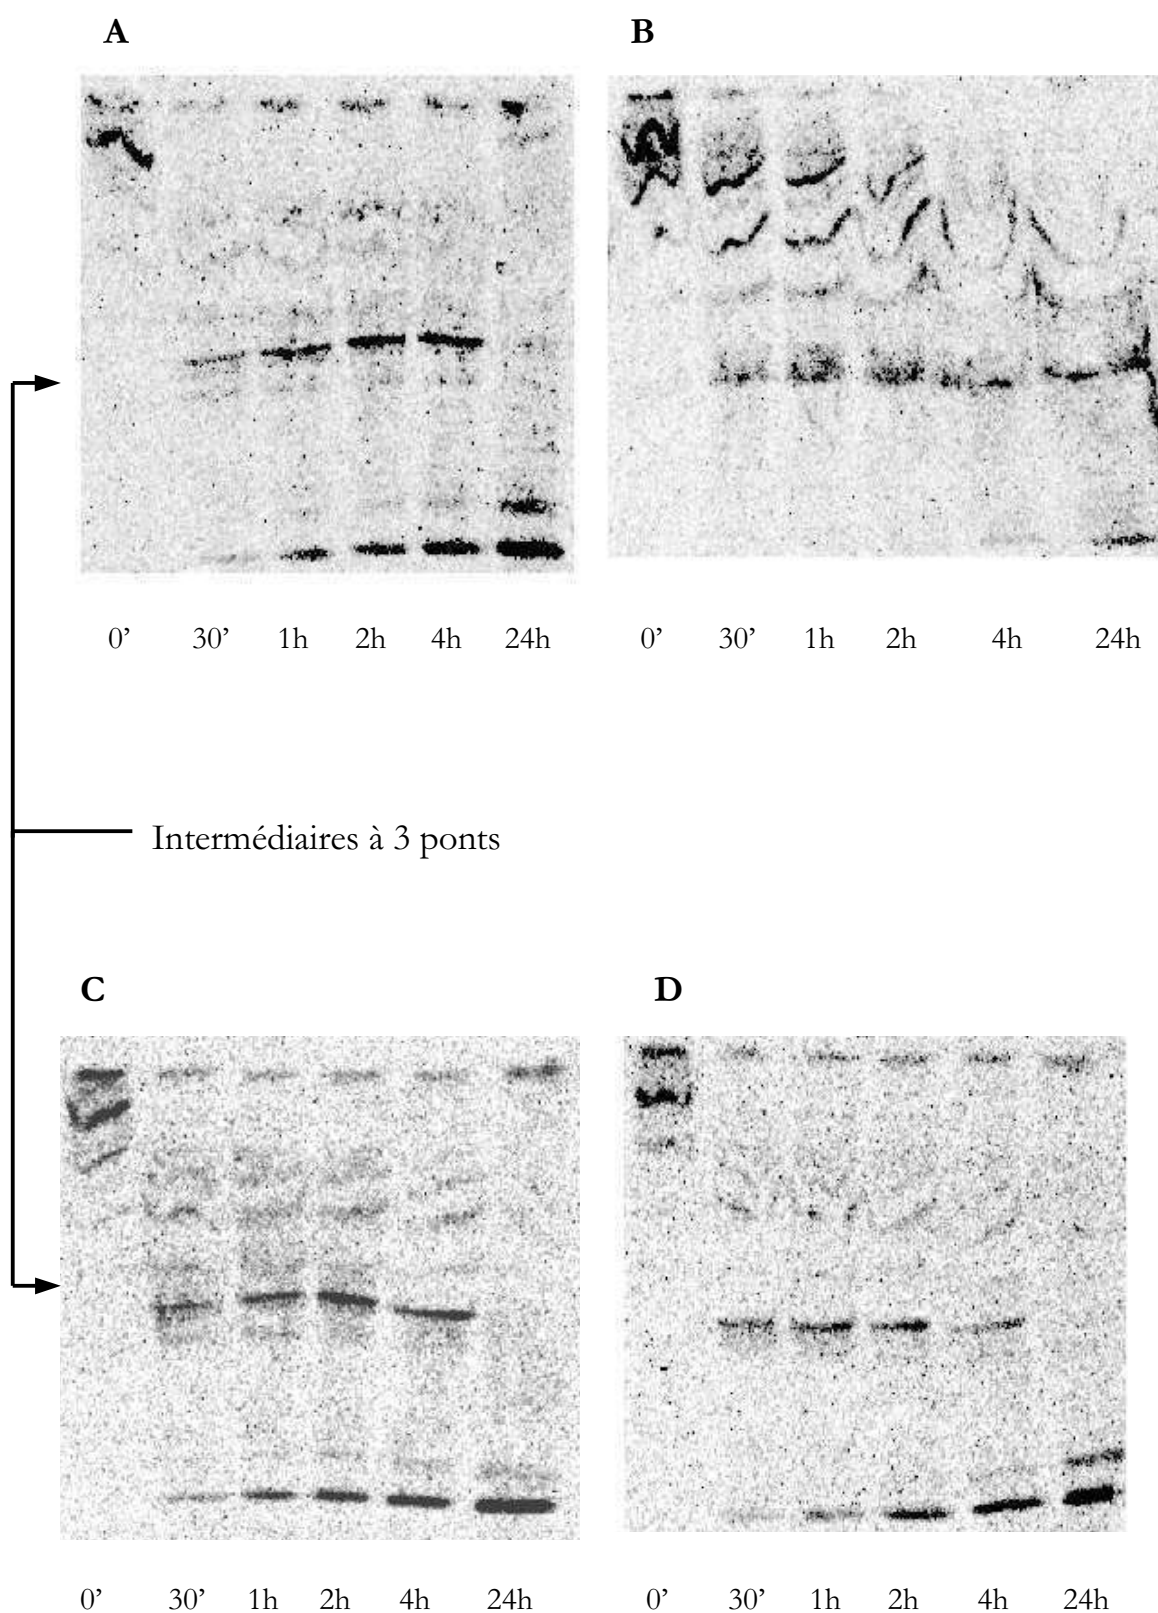 A B
0’ 30’ 1h 2h 4h 24h 0’ 30’ 1h 2h 4h 24h
Intermédiaires à 3 ponts
C D
0’ 30’ 1h 2h 4h 24h 0’ 30’ 1h 2h 4h 24h